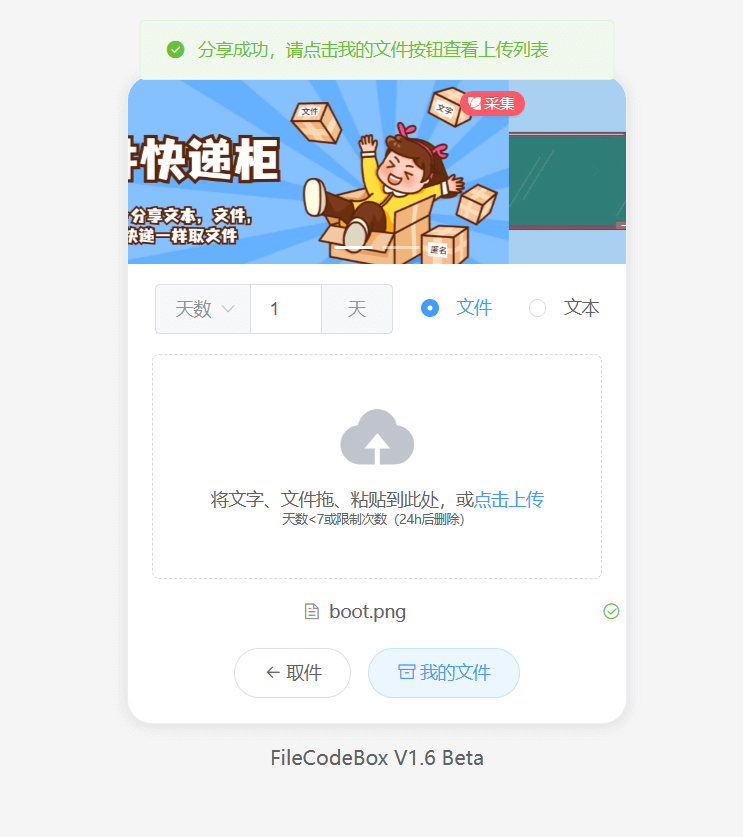 分享成功，请点击我的文件按钮查看上传列表
文件
文字
采集
件快递柜
分享文本，文件，
快递一样取文件
匿名
天数 1 天 文件 文本
将文字、文件拖、粘贴到此处，或点击上传
天数<7或限制次数（24h后删除）
boot.png
取件 我的文件
FileCodeBox V1.6 Beta